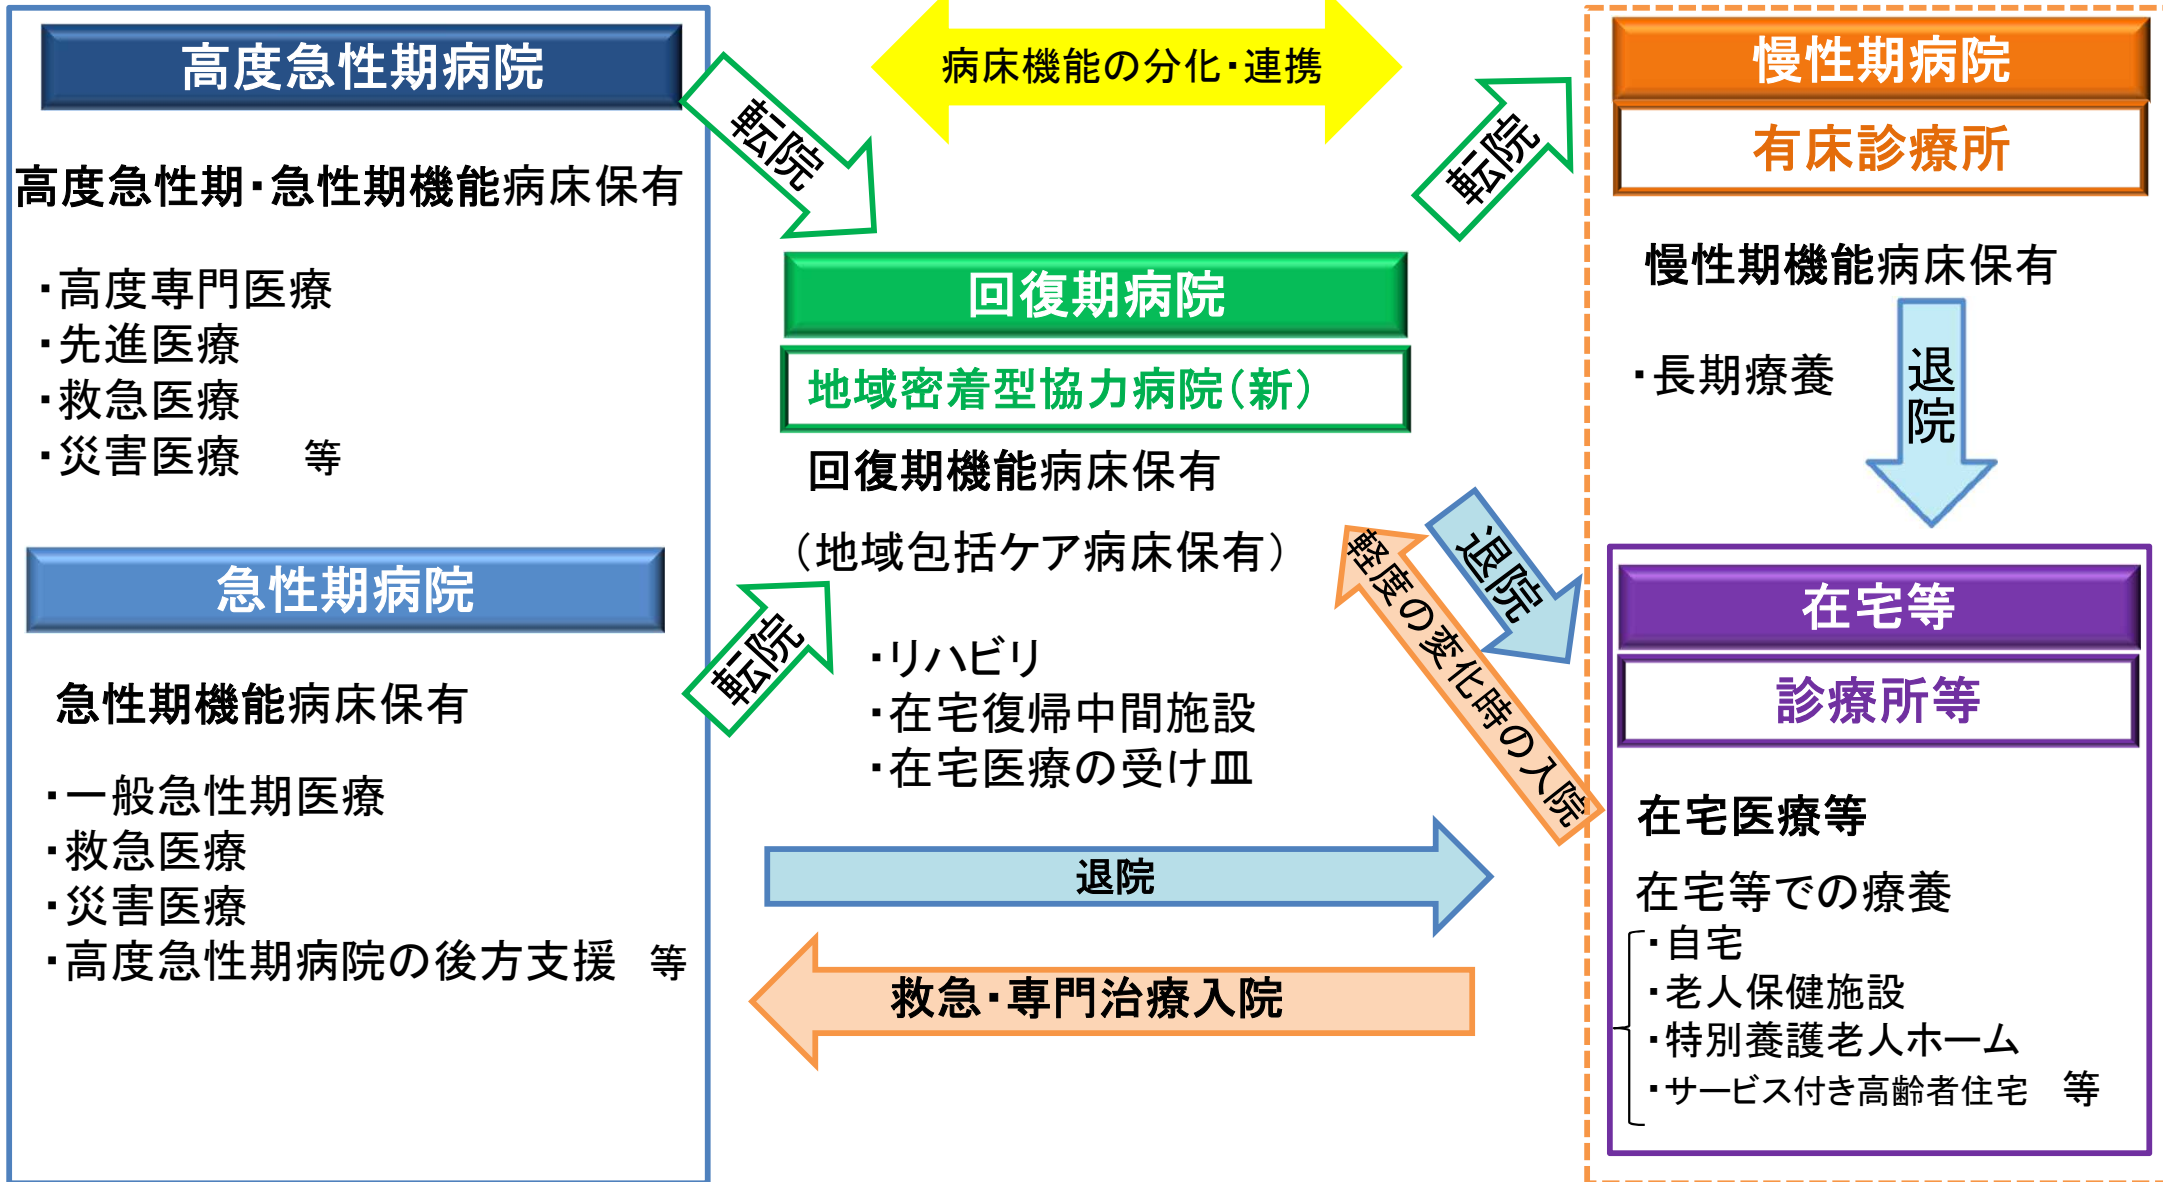 高度急性期病院
高度急性期・急性期機能病床保有
・高度専門医療
・先進医療
・救急医療
・災害医療　等
急性期病院
急性期機能病床保有
・一般急性期医療
・救急医療
・災害医療
・高度急性期病院の後方支援　等
病床機能の分化・連携
転院
転院
転院
回復期病院
地域密着型協力病院（新）
回復期機能病床保有
（地域包括ケア病床保有）
・リハビリ
・在宅復帰中間施設
・在宅医療の受け皿
退院
軽度の変化時の入院
退院
救急・専門治療入院
慢性期病院
有床診療所
慢性期機能病床保有
・長期療養
退院
在宅等
診療所等
在宅医療等
在宅等での療養
・自宅
・老人保健施設
・特別養護老人ホーム
・サービス付き高齢者住宅　等